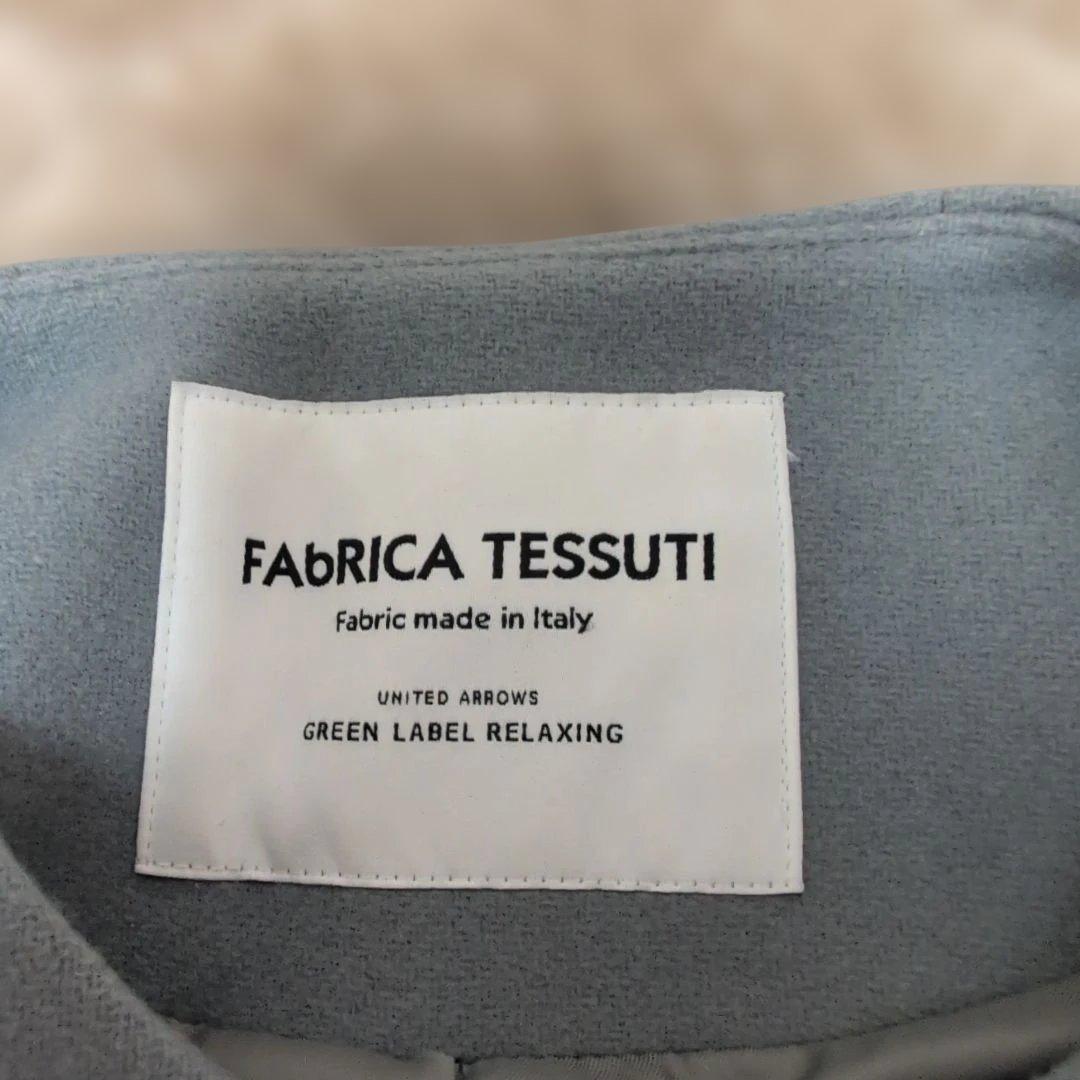 FAbRICA TESSUTI
Fabric made in Italy
UNITED ARROWS
GREEN LABEL RELAXING